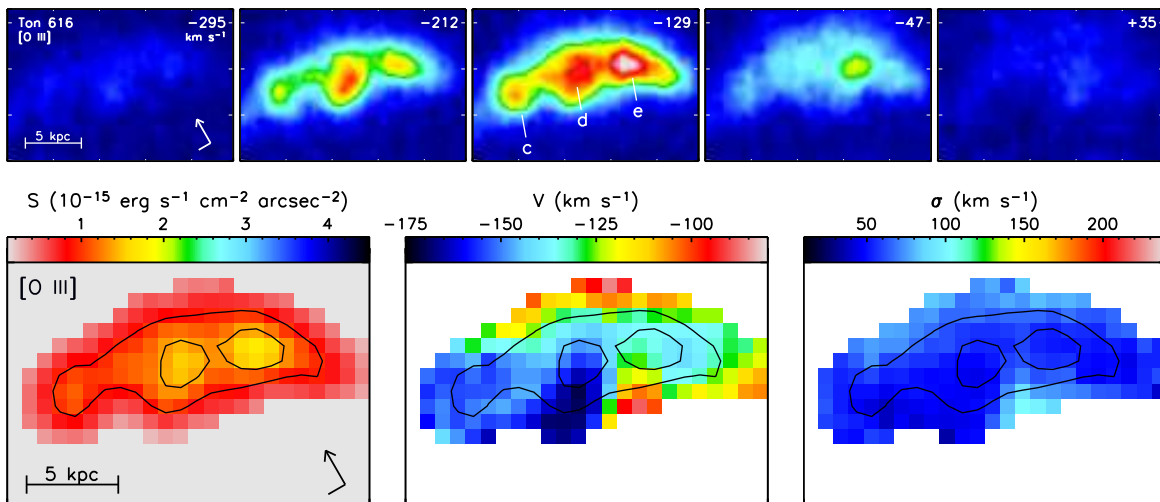 Ton 616 −295 −212 −129 −47 +35
[O III] km s⁻¹
c d e
5 kpc
S (10⁻¹⁵ erg s⁻¹ cm⁻² arcsec⁻²) V (km s⁻¹) σ (km s⁻¹)
1 2 3 4 −175 −150 −125 −100 50 100 150 200
[O III]
5 kpc